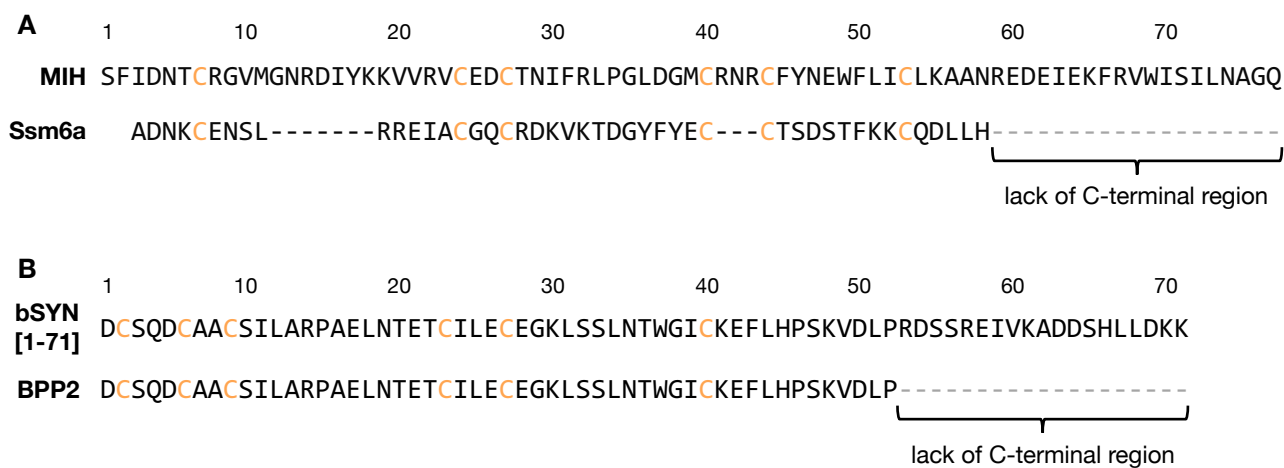 A
1 10 20 30 40 50 60 70
MIH SFIDNTCRGVMGNRDIYKKVVRVCEDCTNIFRLPGLDGMCRNRCFYNEWFLICLKAANREDEIEKFRVWISILNAGQ
Ssm6a ADNKCENSL-------RREIACGQCRDKVKTDGYFYEC---CTSDSTFKKCQDLLH-------------------
lack of C-terminal region
B
1 10 20 30 40 50 60 70
bSYN
[1-71] DCSQDCAACSILARPAELNTETCILECEGKLSSLNTWGICKEFLHPSKVDLPRDSSREIVKADDSHLLDKK
BPP2 DCSQDCAACSILARPAELNTETCILECEGKLSSLNTWGICKEFLHPSKVDLP-------------------
lack of C-terminal region